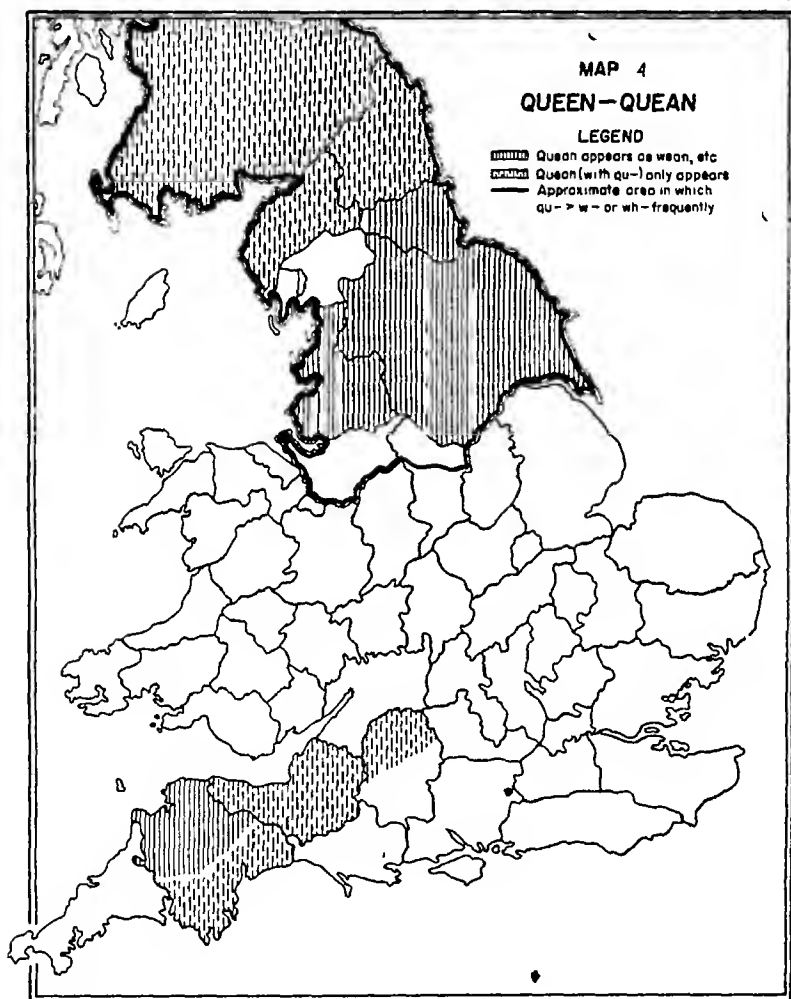 MAP 4
QUEEN-QUEAN
LEGEND
Quean appears as wean, etc
Quean (with qu-) only appears
Approximate area in which
qu- > w- or wh- frequently